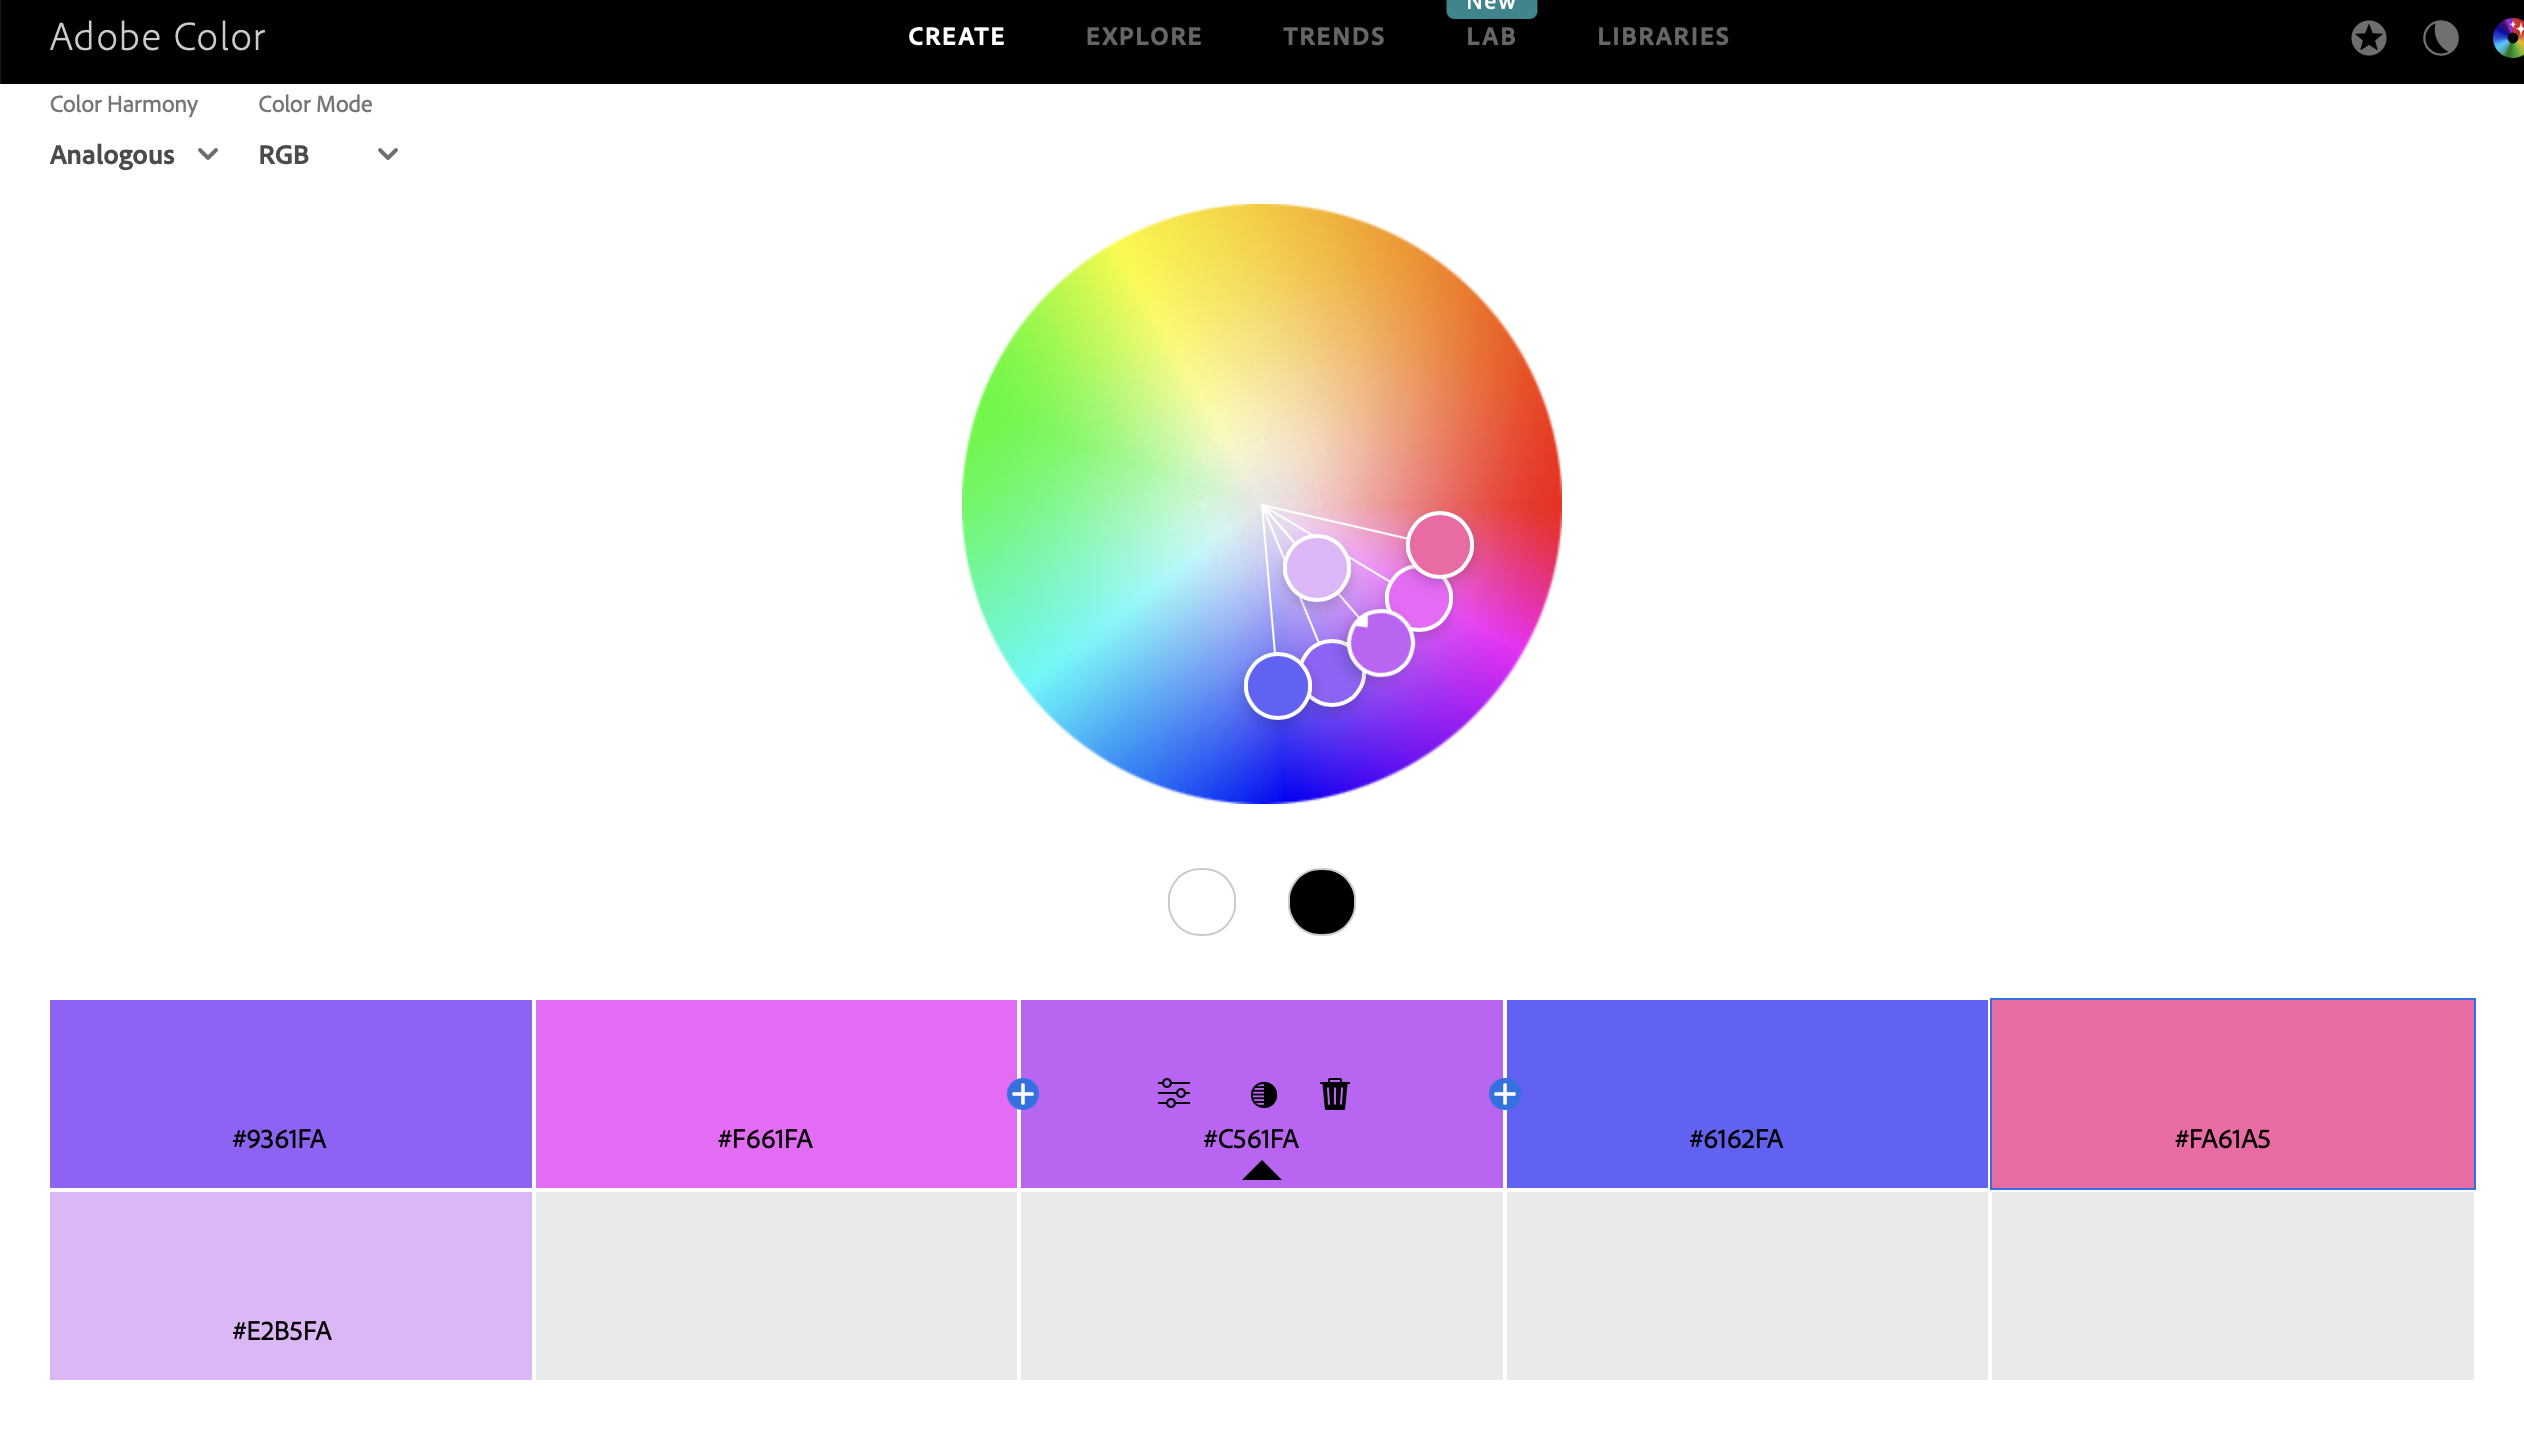 Adobe Color
CREATE
EXPLORE
TRENDS
New
LAB
LIBRARIES
Color Harmony
Color Mode
Analogous
RGB
#9361FA
#F661FA
#C561FA
#6162FA
#FA61A5
#E2B5FA